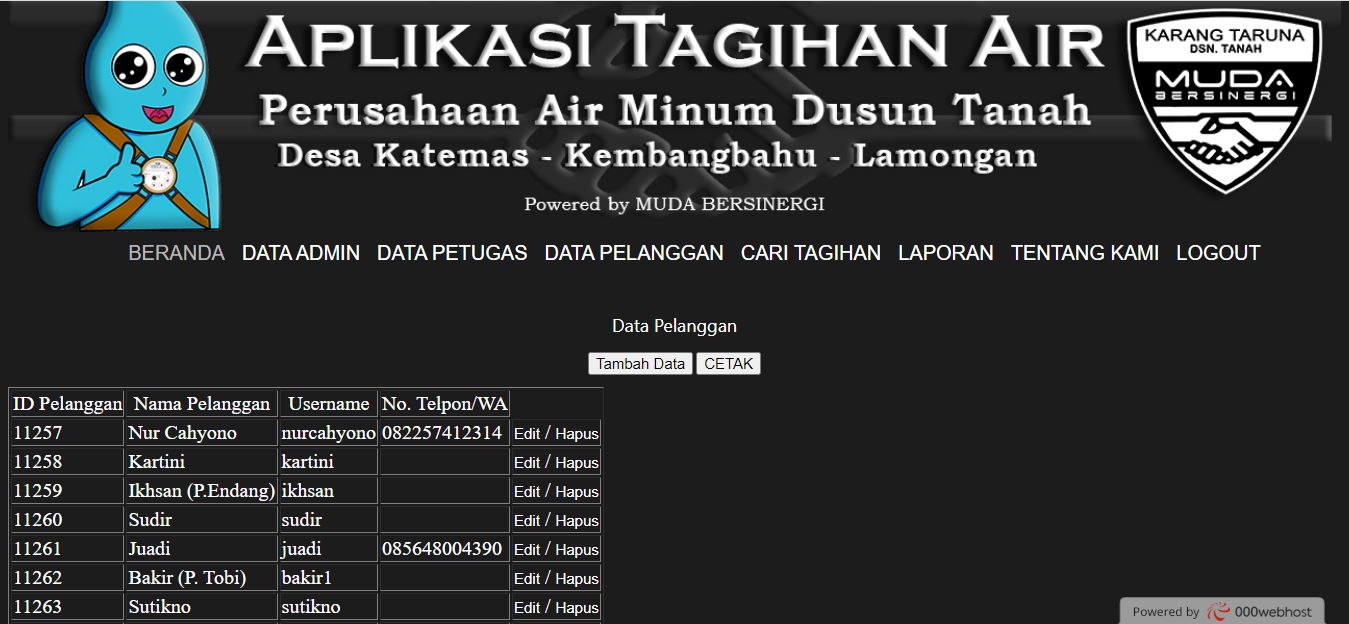 APLIKASI TAGIHAN AIR
Perusahaan Air Minum Dusun Tanah
Desa Katemas - Kembangbahu - Lamongan
Powered by MUDA BERSINERGI
KARANG TARUNA
DSN. TANAH
MUDA
BERSINERGI
BERANDA DATA ADMIN DATA PETUGAS DATA PELANGGAN CARI TAGIHAN LAPORAN TENTANG KAMI LOGOUT
Data Pelanggan
Tambah Data CETAK
ID Pelanggan Nama Pelanggan Username No. Telpon/WA
11257 Nur Cahyono nurcahyono 082257412314 Edit / Hapus
11258 Kartini kartini Edit / Hapus
11259 Ikhsan (P.Endang) ikhsan Edit / Hapus
11260 Sudir sudir Edit / Hapus
11261 Juadi juadi 085648004390 Edit / Hapus
11262 Bakir (P. Tobi) bakir1 Edit / Hapus
11263 Sutikno sutikno Edit / Hapus
Powered by 000webhost